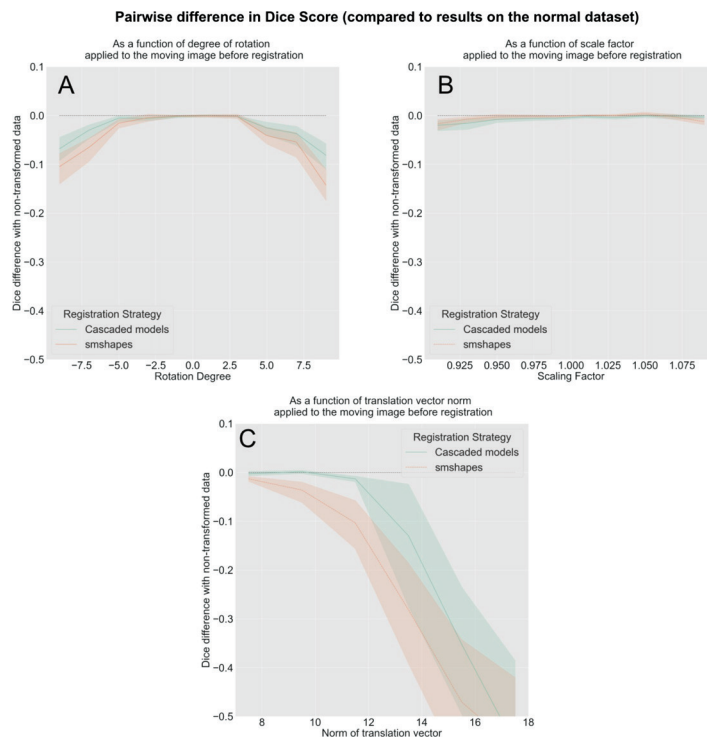 Pairwise difference in Dice Score (compared to results on the normal dataset)
As a function of degree of rotation
applied to the moving image before registration
A
0.1
0.0
−0.1
−0.2
−0.3
−0.4
−0.5
Dice difference with non-transformed data
Registration Strategy
Cascaded models
smshapes
−7.5 −5.0 −2.5 0.0 2.5 5.0 7.5
Rotation Degree
As a function of scale factor
applied to the moving image before registration
B
0.1
0.0
−0.1
−0.2
−0.3
−0.4
−0.5
Dice difference with non-transformed data
Registration Strategy
Cascaded models
smshapes
0.925 0.950 0.975 1.000 1.025 1.050 1.075
Scaling Factor
As a function of translation vector norm
applied to the moving image before registration
C
0.1
0.0
−0.1
−0.2
−0.3
−0.4
−0.5
Dice difference with non-transformed data
Registration Strategy
Cascaded models
smshapes
8 10 12 14 16 18
Norm of translation vector